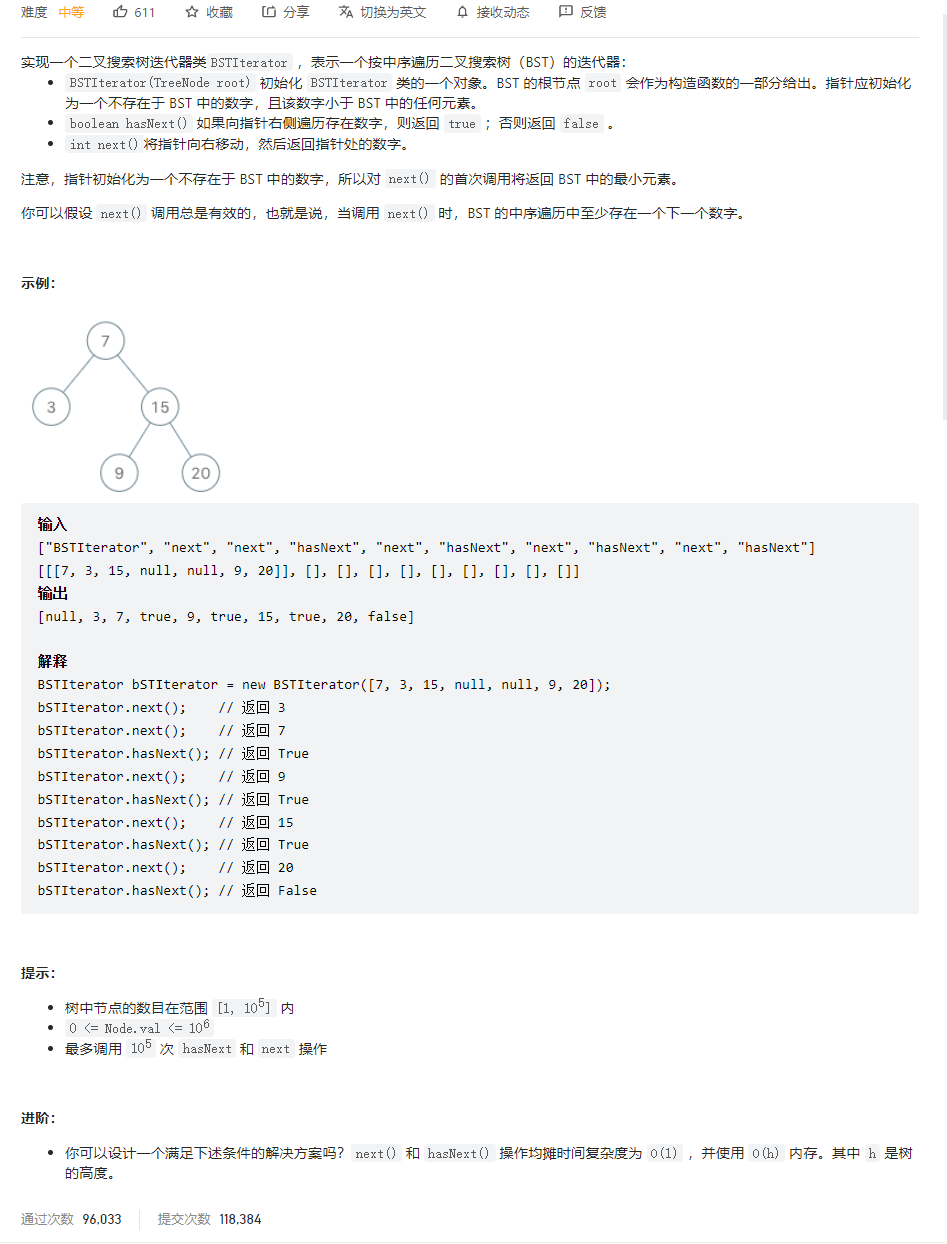 难度 中等 611 收藏 分享 切换为英文 接收动态 反馈
实现一个二叉搜索树迭代器类 BSTIterator ，表示一个按中序遍历二叉搜索树（BST）的迭代器：
• BSTIterator(TreeNode root) 初始化 BSTIterator 类的一个对象。BST 的根节点 root 会作为构造函数的一部分给出。指针应初始化
为一个不存在于 BST 中的数字，且该数字小于 BST 中的任何元素。
• boolean hasNext() 如果向指针右侧遍历存在数字，则返回 true ；否则返回 false 。
• int next() 将指针向右移动，然后返回指针处的数字。
注意，指针初始化为一个不存在于 BST 中的数字，所以对 next() 的首次调用将返回 BST 中的最小元素。
你可以假设 next() 调用总是有效的，也就是说，当调用 next() 时，BST 的中序遍历中至少存在一个下一个数字。
示例：
7
3 15
9 20
输入
["BSTIterator", "next", "next", "hasNext", "next", "hasNext", "next", "hasNext", "next", "hasNext"]
[[[7, 3, 15, null, null, 9, 20]], [], [], [], [], [], [], [], [], []]
输出
[null, 3, 7, true, 9, true, 15, true, 20, false]
解释
BSTIterator bSTIterator = new BSTIterator([7, 3, 15, null, null, 9, 20]);
bSTIterator.next();    // 返回 3
bSTIterator.next();    // 返回 7
bSTIterator.hasNext(); // 返回 True
bSTIterator.next();    // 返回 9
bSTIterator.hasNext(); // 返回 True
bSTIterator.next();    // 返回 15
bSTIterator.hasNext(); // 返回 True
bSTIterator.next();    // 返回 20
bSTIterator.hasNext(); // 返回 False
提示：
• 树中节点的数目在范围 [1, 10⁵] 内
• 0 <= Node.val <= 10⁶
• 最多调用 10⁵ 次 hasNext 和 next 操作
进阶：
• 你可以设计一个满足下述条件的解决方案吗？next() 和 hasNext() 操作均摊时间复杂度为 O(1) ，并使用 O(h) 内存。其中 h 是树
的高度。
通过次数 96,033 提交次数 118,384